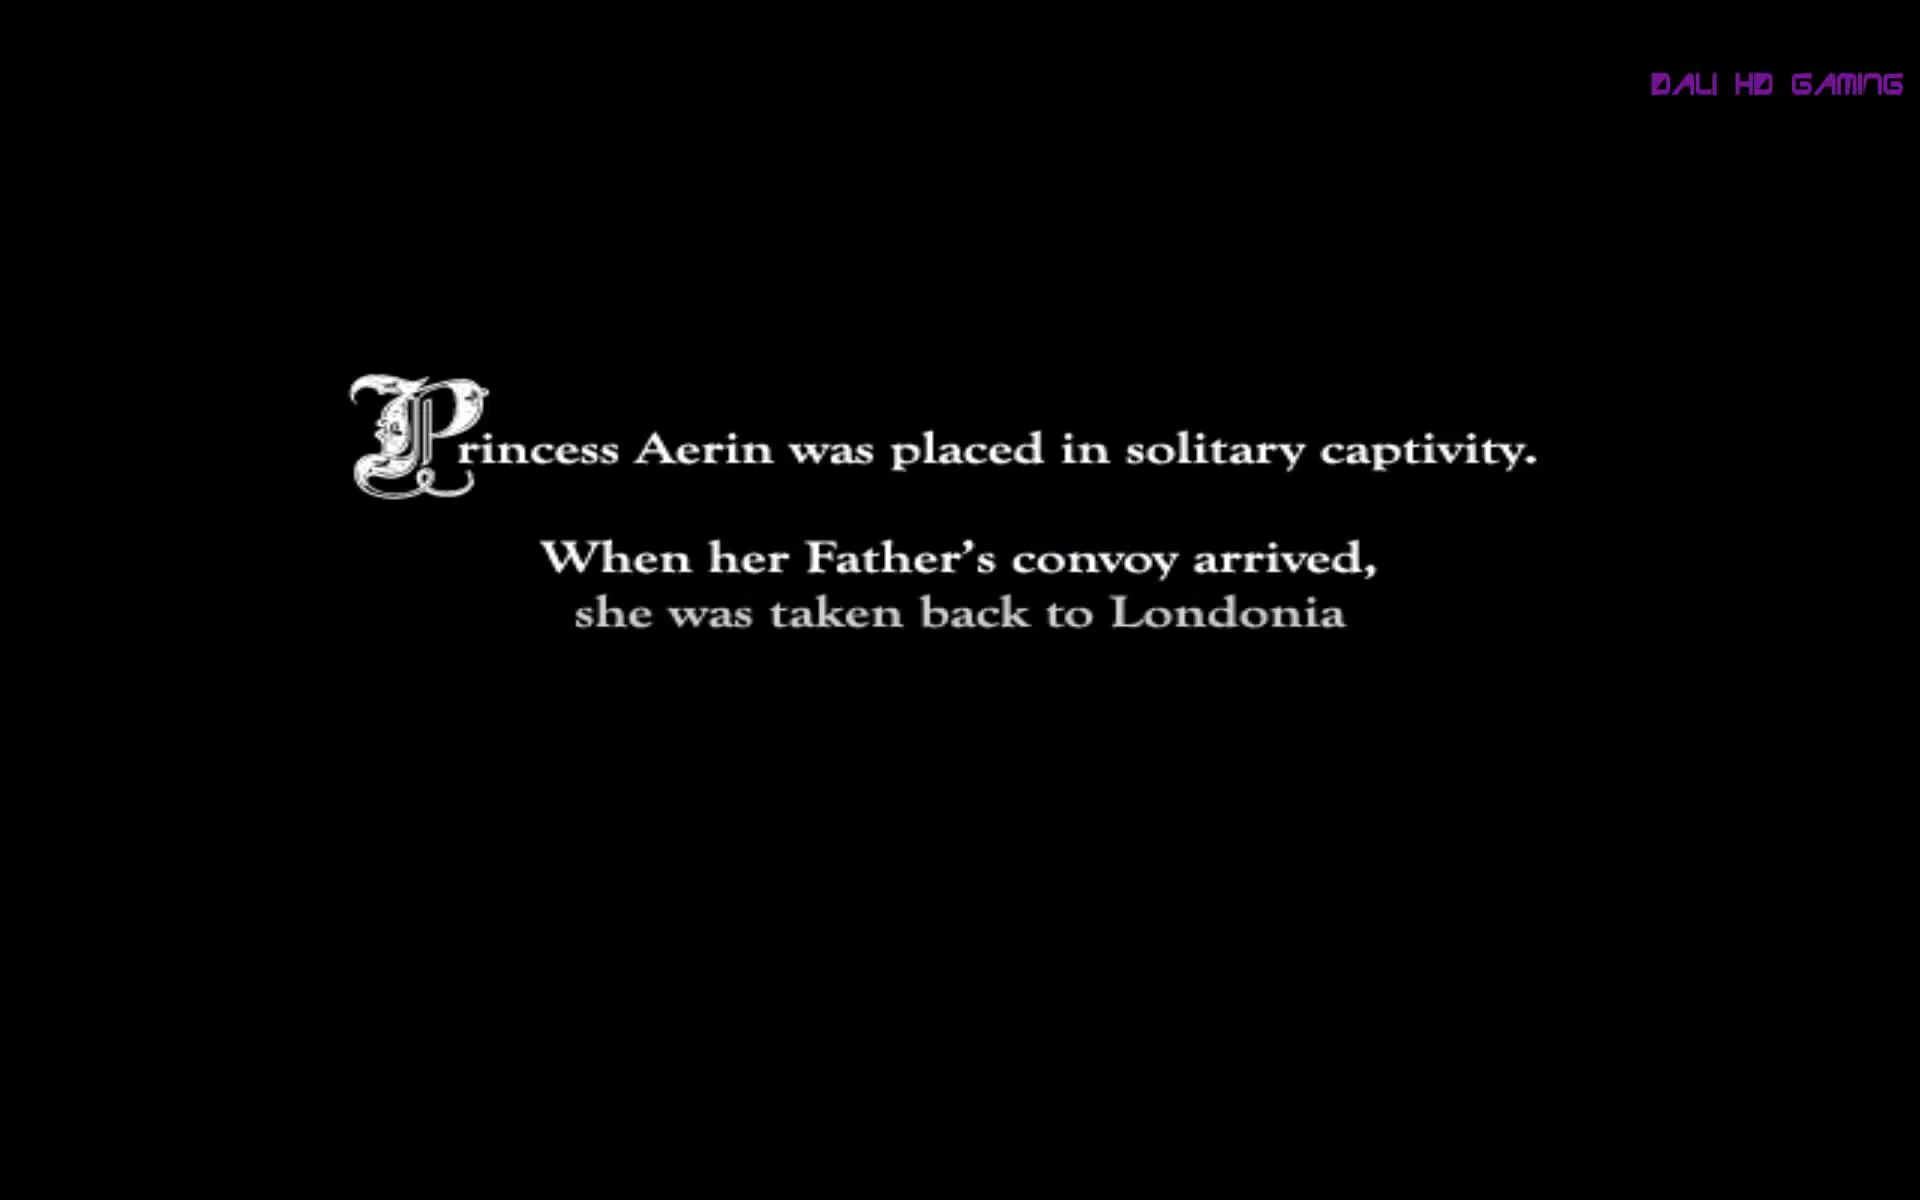 DALI HD GAMING
Princess Aerin was placed in solitary captivity.
When her Father’s convoy arrived,
she was taken back to Londonia